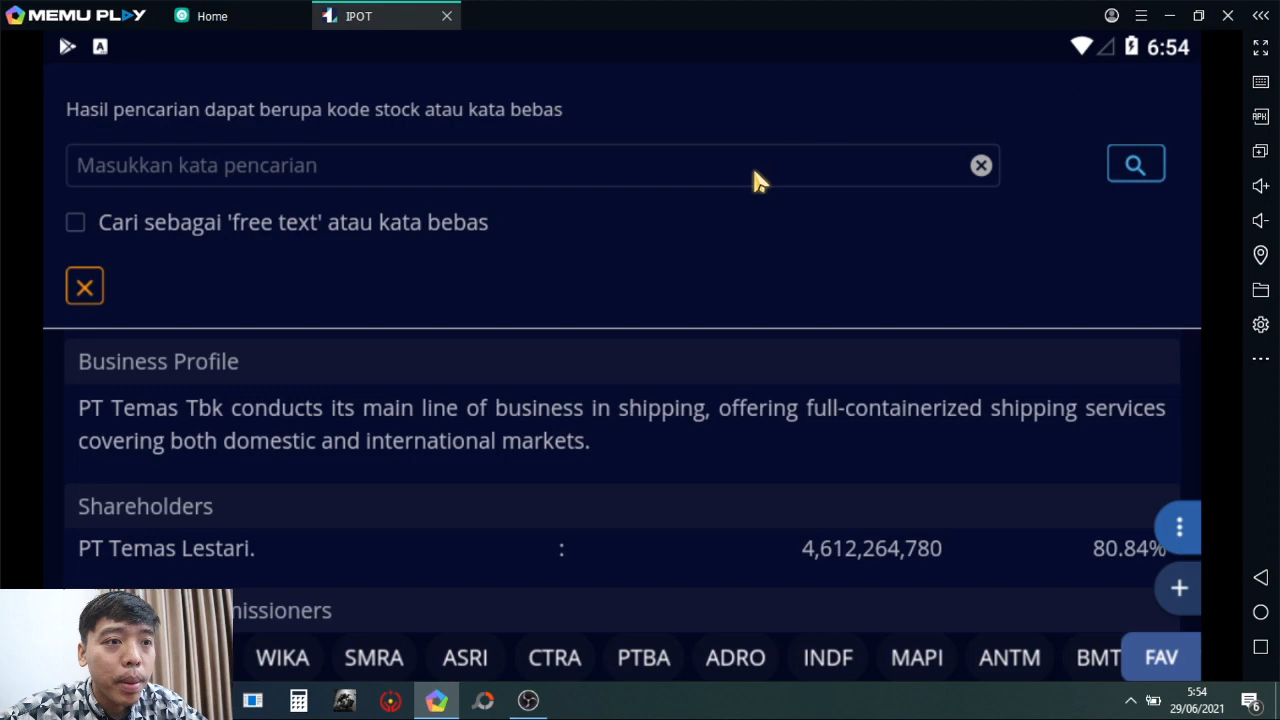 MEMU PLAY
Home
IPOT
6:54
Hasil pencarian dapat berupa kode stock atau kata bebas
Masukkan kata pencarian
Cari sebagai 'free text' atau kata bebas
Business Profile
PT Temas Tbk conducts its main line of business in shipping, offering full-containerized shipping services
covering both domestic and international markets.
Shareholders
PT Temas Lestari. : 4,612,264,780 80.84%
missioners
WIKA SMRA ASRI CTRA PTBA ADRO INDF MAPI ANTM BMT FAV
5:54
29/06/2021
6